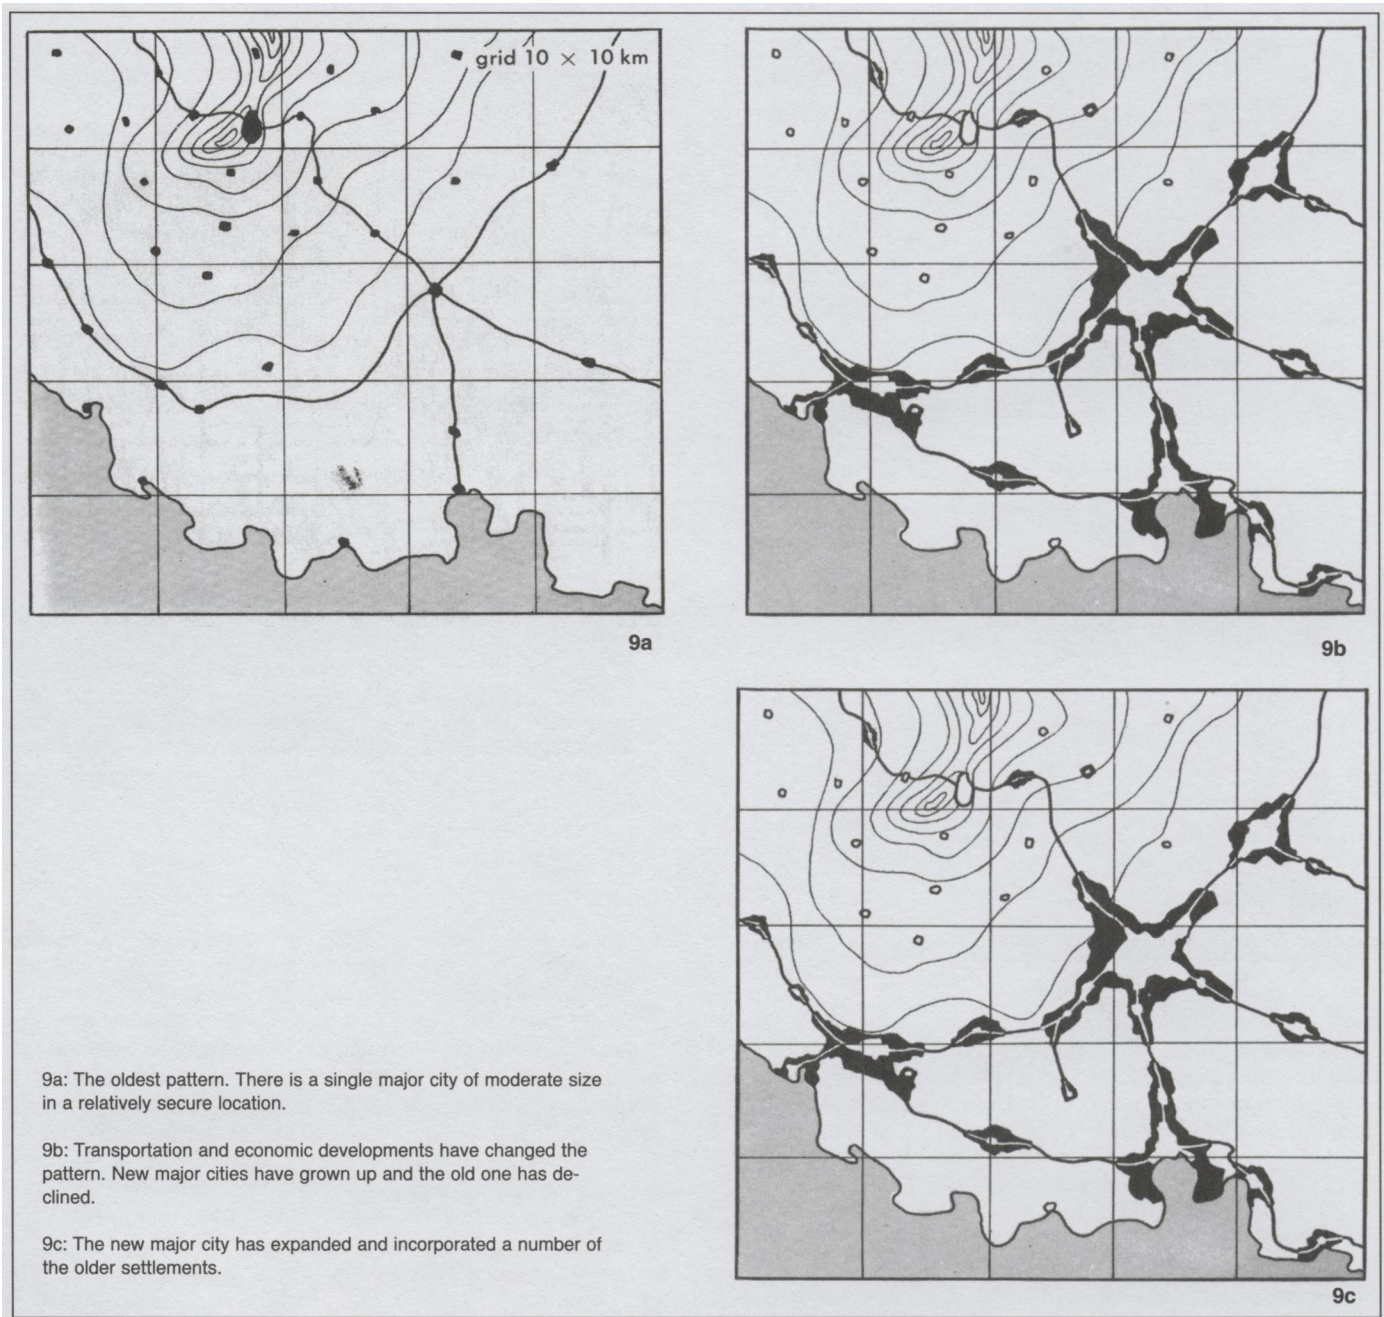 grid 10 × 10 km
9a
9b
9c
9a: The oldest pattern. There is a single major city of moderate size
in a relatively secure location.
9b: Transportation and economic developments have changed the
pattern. New major cities have grown up and the old one has de-
clined.
9c: The new major city has expanded and incorporated a number of
the older settlements.